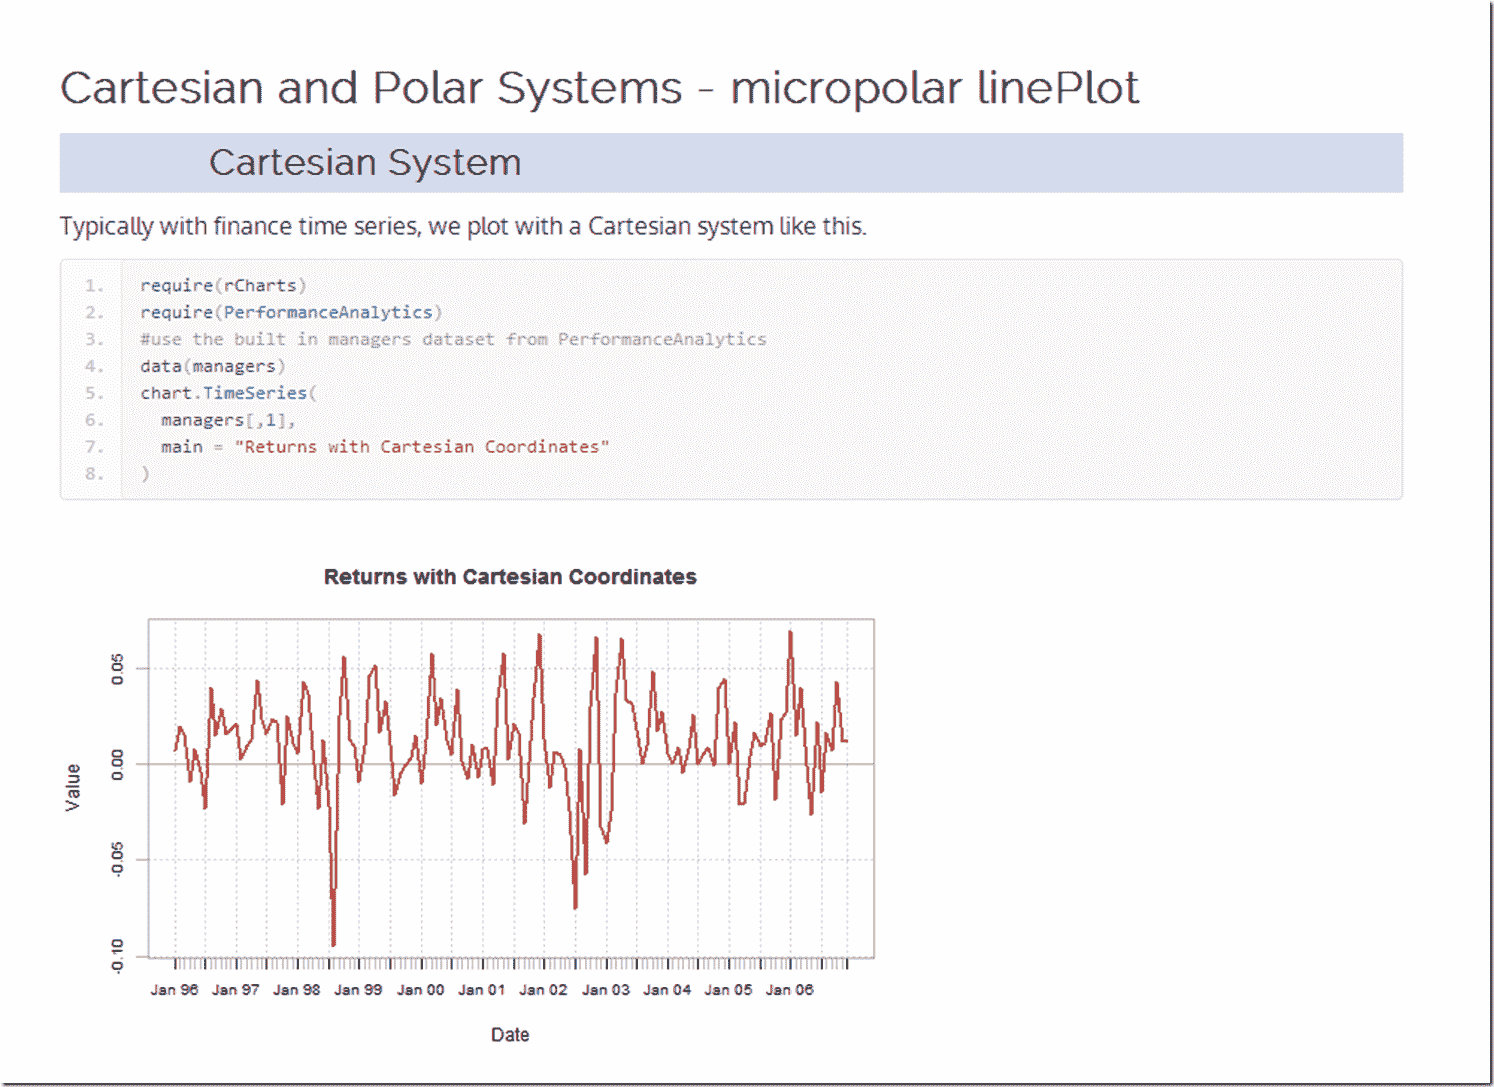 Cartesian and Polar Systems - micropolar linePlot
Cartesian System
Typically with finance time series, we plot with a Cartesian system like this.
1. require(rCharts)
2. require(PerformanceAnalytics)
3. #use the built in managers dataset from PerformanceAnalytics
4. data(managers)
5. chart.TimeSeries(
6. managers[,1],
7. main = "Returns with Cartesian Coordinates"
8. )
Returns with Cartesian Coordinates
Value
0.05
0.00
-0.05
-0.10
Jan 96 Jan 97 Jan 98 Jan 99 Jan 00 Jan 01 Jan 02 Jan 03 Jan 04 Jan 05 Jan 06
Date